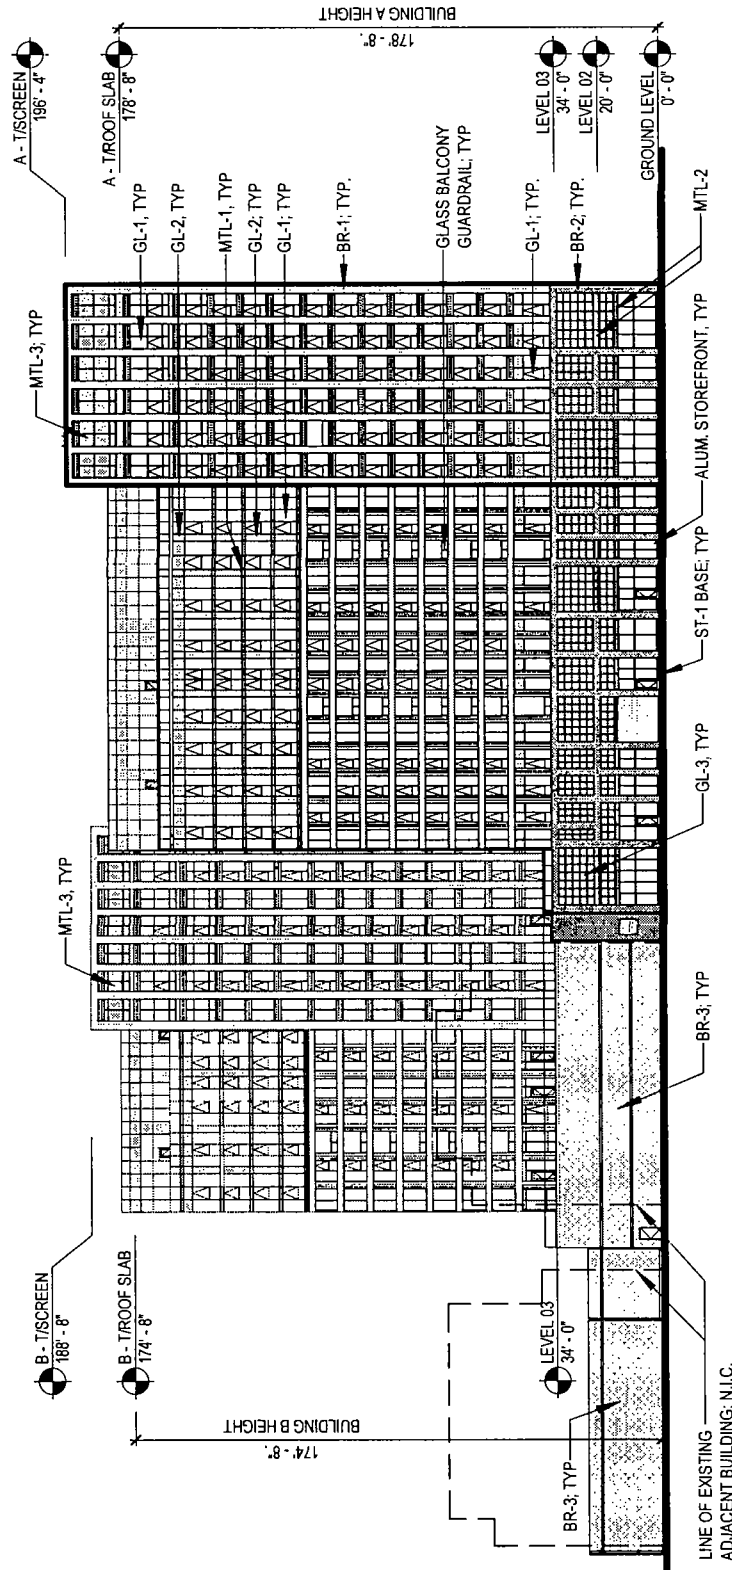 B - T/SCREEN
188' - 8"
B - T/ROOF SLAB
174' - 8"
BUILDING B HEIGHT
174' - 8".
LEVEL 03
34' - 0"
BR-3; TYP
LINE OF EXISTING
ADJACENT BUILDING; N.I.C.
MTL-3, TYP
BR-3; TYP
GL-3, TYP
ST-1 BASE; TYP
ALUM. STOREFRONT, TYP
MTL-2
MTL-3; TYP
GL-1, TYP
GL-2, TYP
MTL-1, TYP
GL-2; TYP
GL-1; TYP
BR-1; TYP.
GLASS BALCONY
GUARDRAIL; TYP
GL-1; TYP.
BR-2; TYP.
A - T/SCREEN
196' - 4"
A - T/ROOF SLAB
178' - 8"
BUILDING A HEIGHT
178' - 8".
LEVEL 03
34' - 0"
LEVEL 02
20' - 0"
GROUND LEVEL
0' - 0"